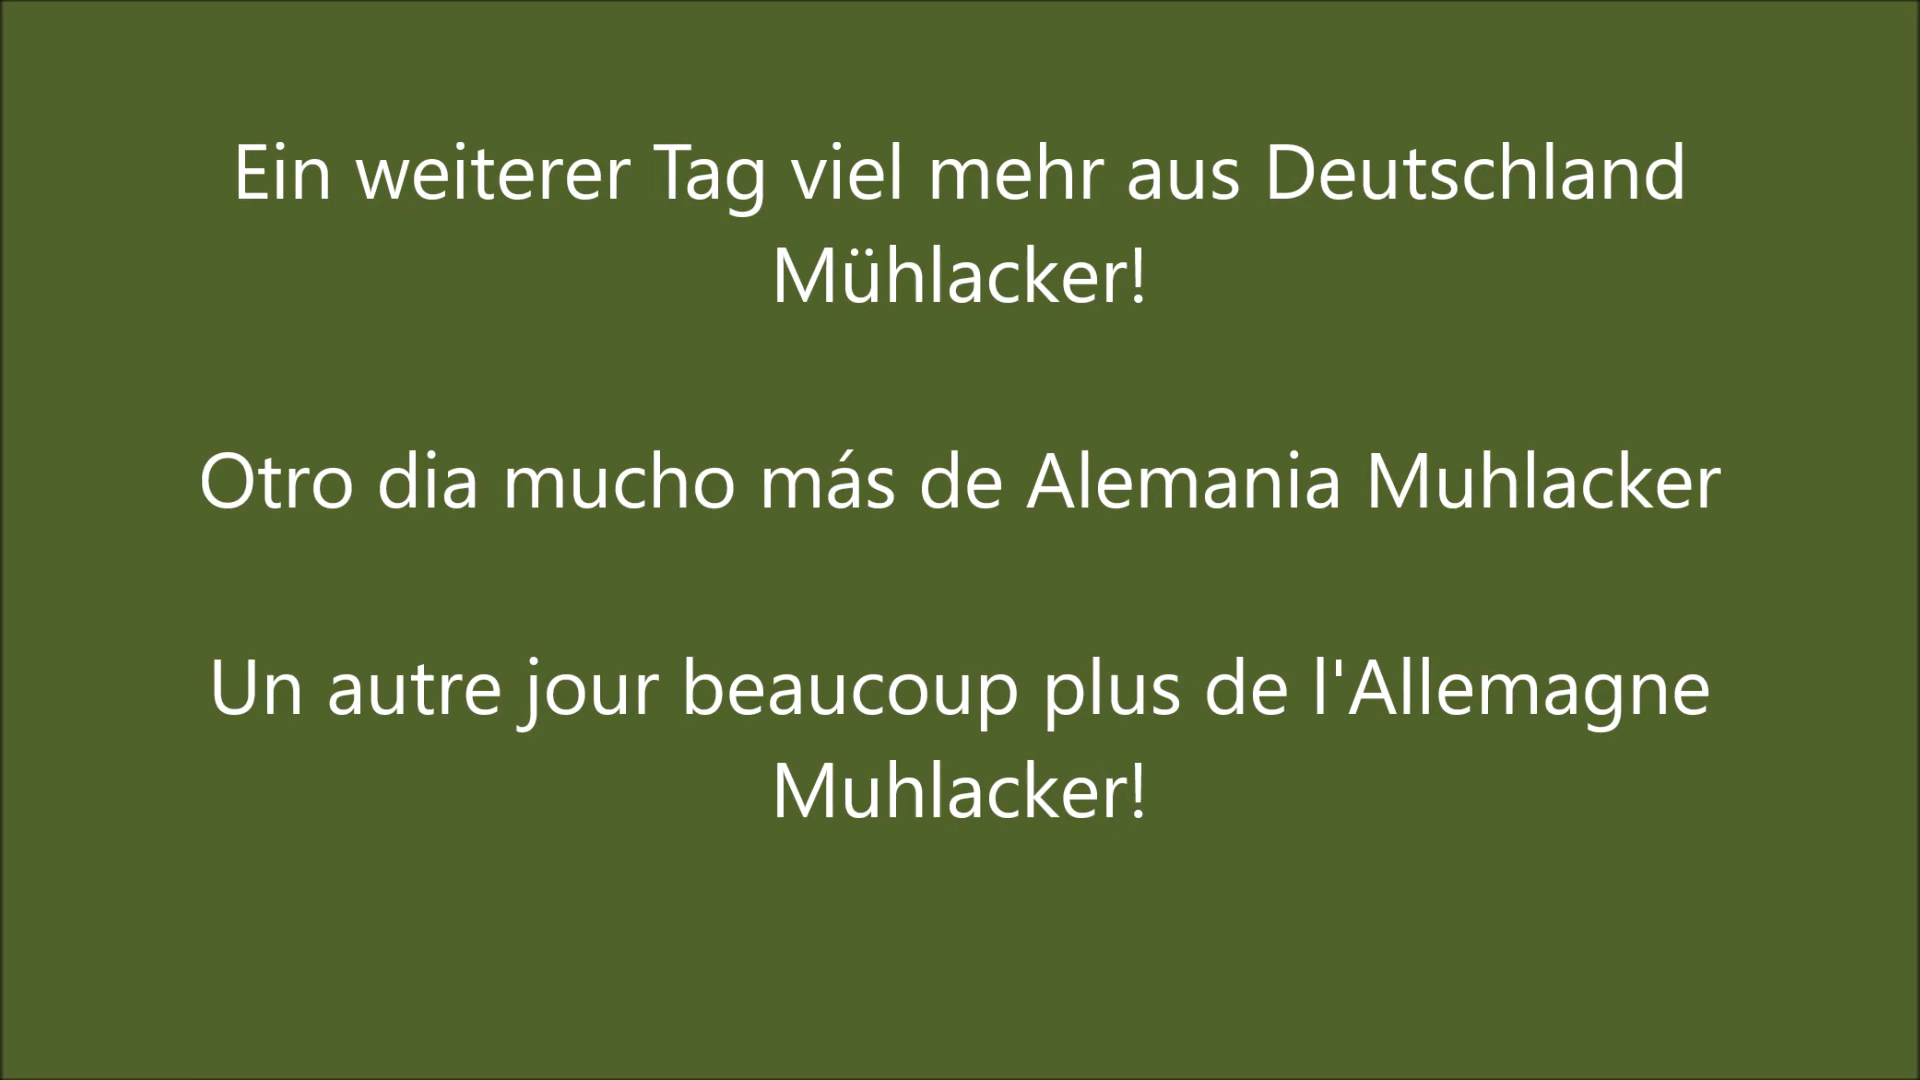 Ein weiterer Tag viel mehr aus Deutschland
Mühlacker!
Otro dia mucho más de Alemania Muhlacker
Un autre jour beaucoup plus de l'Allemagne
Muhlacker!